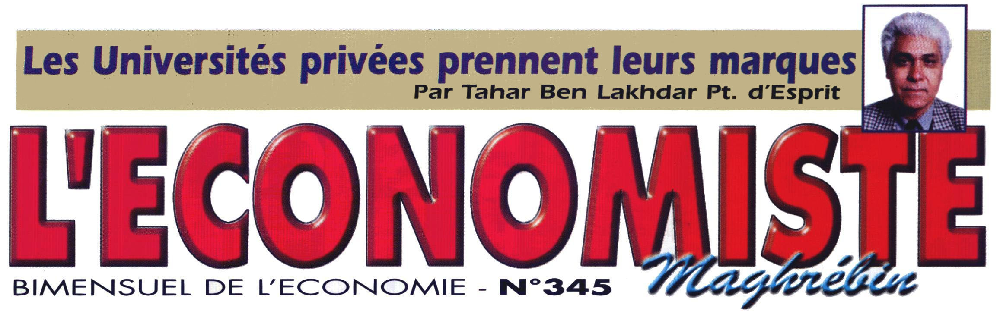 Les Universités privées prennent leurs marques
Par Tahar Ben Lakhdar Pt. d'Esprit
L'ECONOMISTE
Maghrébin
BIMENSUEL DE L'ECONOMIE - N°345